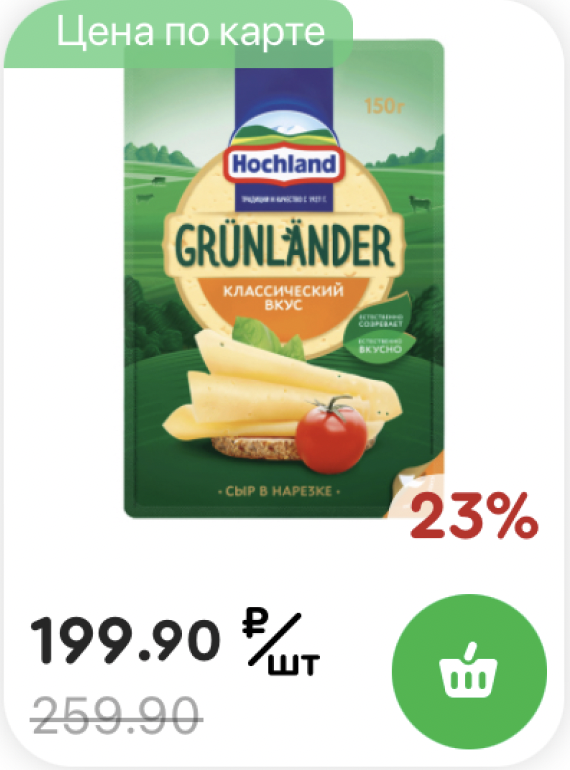 Цена по карте
150г
Hochland
ТРАДИЦИИ И КАЧЕСТВО С 1927 Г.
GRÜNLÄNDER
КЛАССИЧЕСКИЙ
ВКУС
ЕСТЕСТВЕННО
СОЗРЕВАЕТ
ЕСТЕСТВЕННО
ВКУСНО
• СЫР В НАРЕЗКЕ •
23%
199.90 ₽/шт
259.90